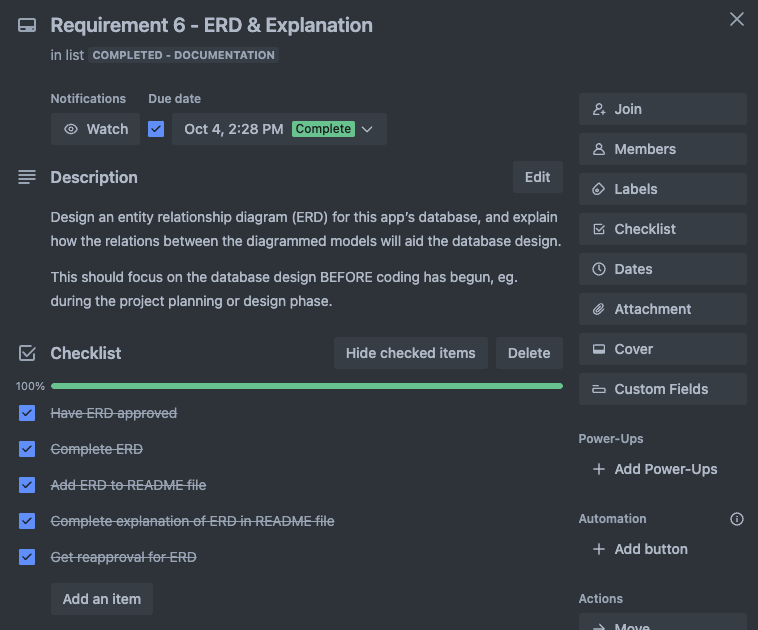 Requirement 6 - ERD & Explanation
in list COMPLETED - DOCUMENTATION
Notifications
Due date
Watch
Oct 4, 2:28 PM Complete
Description
Edit
Design an entity relationship diagram (ERD) for this app's database, and explain
how the relations between the diagrammed models will aid the database design.
This should focus on the database design BEFORE coding has begun, eg.
during the project planning or design phase.
Checklist
Hide checked items
Delete
100%
Have ERD approved
Complete ERD
Add ERD to README file
Complete explanation of ERD in README file
Get reapproval for ERD
Add an item
Join
Members
Labels
Checklist
Dates
Attachment
Cover
Custom Fields
Power-Ups
Add Power-Ups
Automation
Add button
Actions
Move